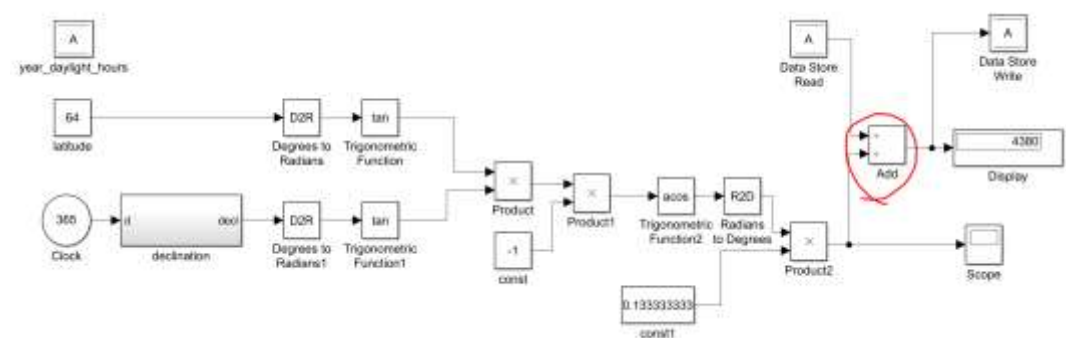 A
year_daylight_hours
A
Data Store
Read
A
Data Store
Write
64
latitude
D2R
Degrees to
Radians
tan
Trigonometric
Function
×
Product
×
Product1
-1
const
acos
Trigonometric
Function2
R2D
Radians
to Degrees
×
Product2
0.133333333
const1
+
+
Add
4380
Display
Scope
365
Clock
d
decl
declination
D2R
Degrees to
Radians1
tan
Trigonometric
Function1